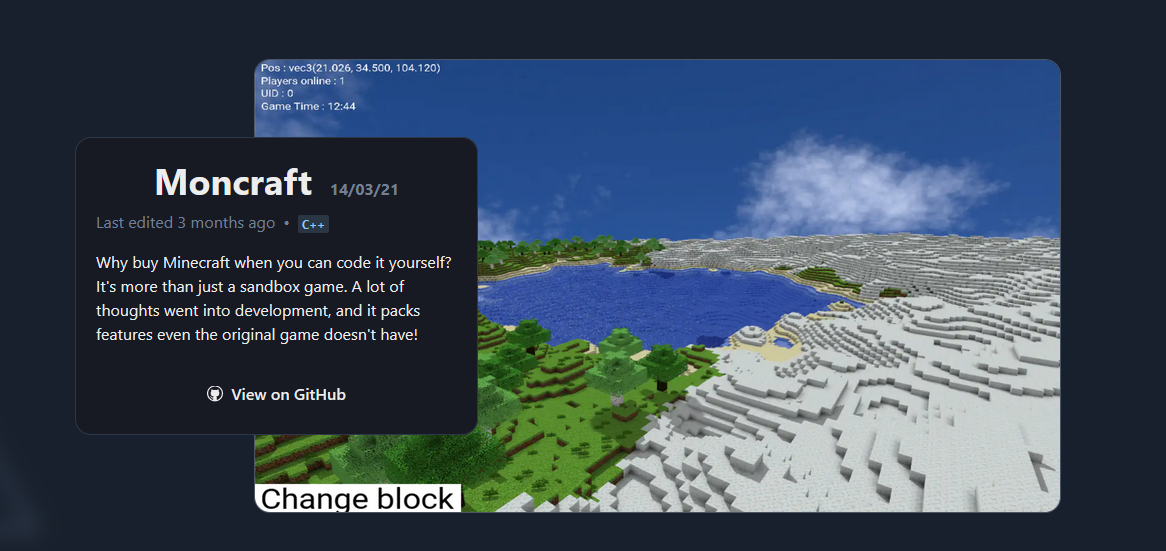 Pos : vec3(21.026, 34.500, 104.120)
Players online : 1
UID : 0
Game Time : 12:44
Moncraft 14/03/21
Last edited 3 months ago • C++
Why buy Minecraft when you can code it yourself?
It's more than just a sandbox game. A lot of
thoughts went into development, and it packs
features even the original game doesn't have!
View on GitHub
Change block